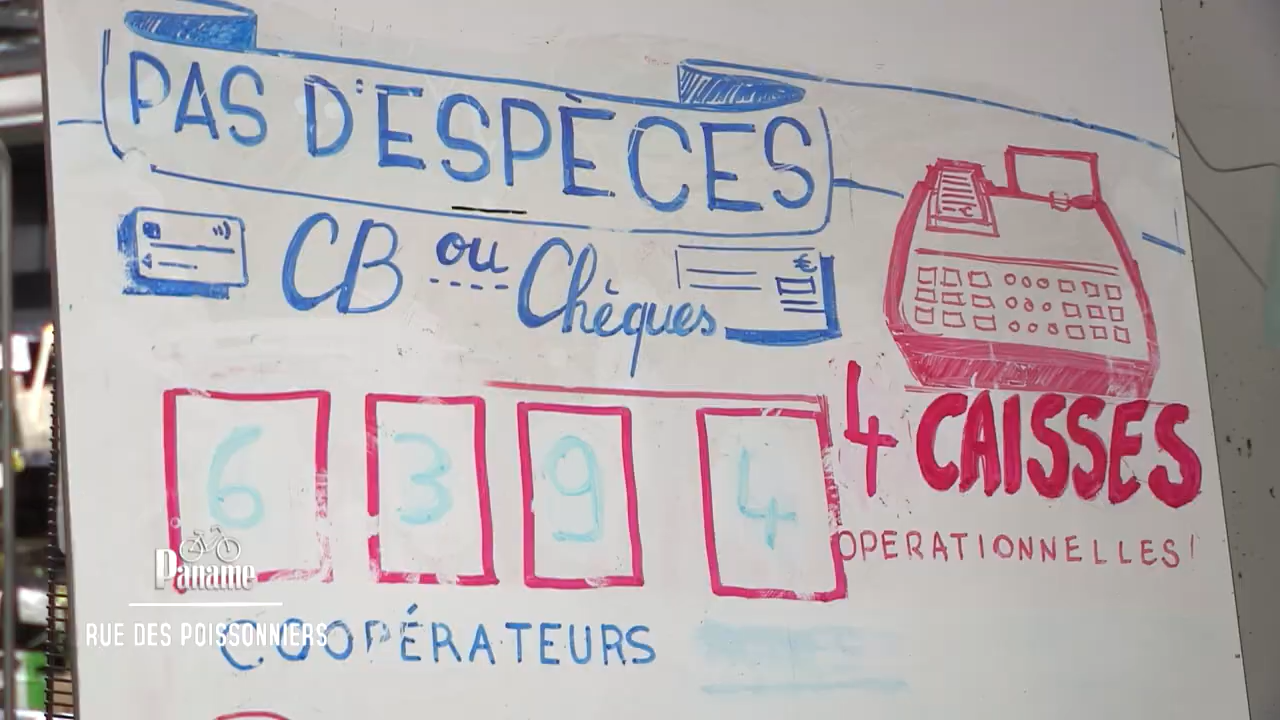 PAS D'ESPÈCES
CB ou Chèques
€
6 3 9 4
4 CAISSES
OPERATIONNELLES!
COOPÉRATEURS
Paname
RUE DES POISSONNIERS